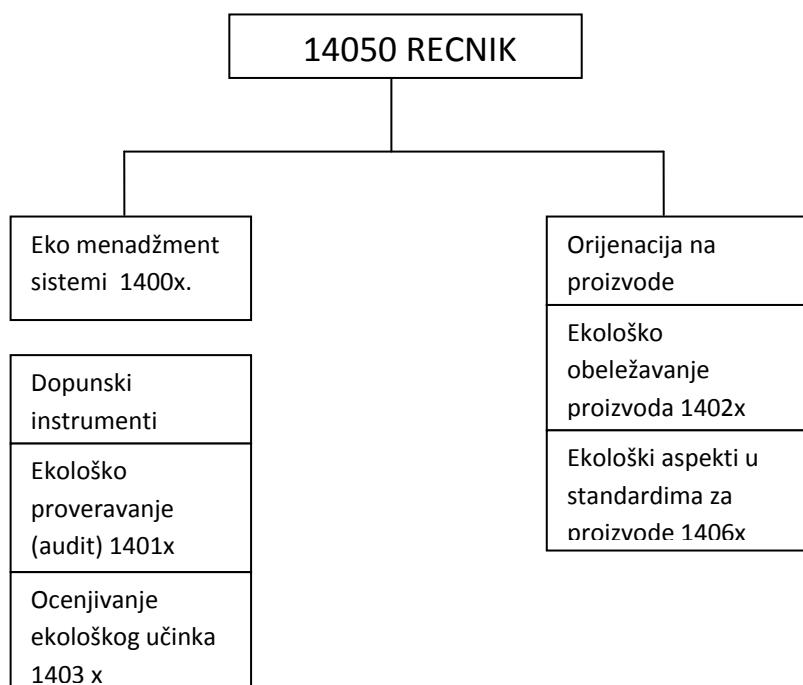 14050 RECNIK
Eko menadžment
sistemi 1400x.
Dopunski
instrumenti
Ekološko
proveravanje
(audit) 1401x
Ocenjivanje
ekološkog učinka
1403 x
Orijenacija na
proizvode
Ekološko
obeležavanje
proizvoda 1402x
Ekološki aspekti u
standardima za
proizvode 1406x